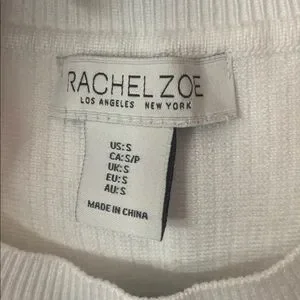 RACHEL ZOE
LOS ANGELES NEW YORK
US:S
CA:S/P
UK:S
EU:S
AU:S
MADE IN CHINA